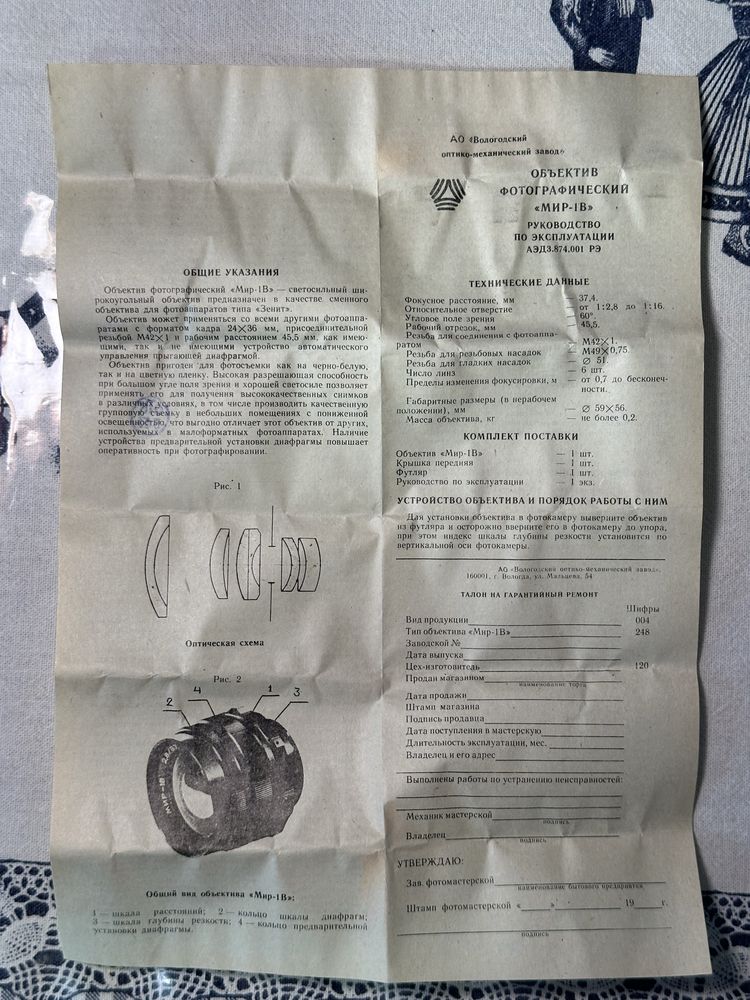 ОБЩИЕ УКАЗАНИЯ
Объектив фотографический «Мир-1В» — светосильный ши-
рокоугольный объектив предназначен в качестве сменного
объектива для фотоаппаратов типа «Зенит».
Объектив может применяться со всеми другими фотоаппа-
ратами с форматом кадра 24×36 мм, присоединительной
резьбой М42×1 и рабочим расстоянием 45,5 мм, как имею-
щими, так и не имеющими устройство автоматического
управления прыгающей диафрагмой.
Объектив пригоден для фотосъемки как на черно-белую,
так и на цветную пленку. Высокая разрешающая способность
при большом угле поля зрения и хорошей светосиле позволяет
применять его для получения высококачественных снимков
в различных условиях, в том числе производить качественную
групповую съемку в небольших помещениях с пониженной
освещенностью, что выгодно отличает этот объектив от других,
используемых в малоформатных фотоаппаратах. Наличие
устройства предварительной установки диафрагмы повышает
оперативность при фотографировании.
Рис. 1
Оптическая схема
Рис. 2
2 4 1 3
МИР-1В 2.8/37
Общий вид объектива «Мир-1В»:
1 — шкала расстояний; 2 — кольцо шкалы диафрагм;
3 — шкала глубины резкости; 4 — кольцо предварительной
установки диафрагмы.
АО «Вологодский
оптико-механический завод»
ОБЪЕКТИВ
ФОТОГРАФИЧЕСКИЙ
«МИР-1В»
РУКОВОДСТВО
ПО ЭКСПЛУАТАЦИИ
АЭД3.874.001 РЭ
ТЕХНИЧЕСКИЕ ДАННЫЕ
Фокусное расстояние, мм — 37,4.
Относительное отверстие — от 1:2,8 до 1:16.
Угловое поле зрения — 60°.
Рабочий отрезок, мм — 45,5.
Резьба для соединения с фотоаппа-
ратом — М42×1.
Резьба для резьбовых насадок — М49×0,75.
Резьба для гладких насадок — ∅ 51.
Число линз — 6 шт.
Пределы изменения фокусировки, м — от 0,7 до бесконеч-
ности.
Габаритные размеры (в нерабочем
положении), мм — ∅ 59×56.
Масса объектива, кг — не более 0,2.
КОМПЛЕКТ ПОСТАВКИ
Объектив «Мир-1В» — 1 шт.
Крышка передняя — 1 шт.
Футляр — 1 шт.
Руководство по эксплуатации — 1 экз.
УСТРОЙСТВО ОБЪЕКТИВА И ПОРЯДОК РАБОТЫ С НИМ
Для установки объектива в фотокамеру выверните объектив
из футляра и осторожно вверните его в фотокамеру до упора,
при этом индекс шкалы глубины резкости установится по
вертикальной оси фотокамеры.
АО «Вологодский оптико-механический завод».
160001, г. Вологда, ул. Мальцева, 54
ТАЛОН НА ГАРАНТИЙНЫЙ РЕМОНТ
Шифры
Вид продукции 004
Тип объектива «Мир-1В» 248
Заводской №
Дата выпуска
Цех-изготовитель 120
Продан магазином
наименование торга
Дата продажи
Штамп магазина
Подпись продавца
Дата поступления в мастерскую
Длительность эксплуатации, мес.
Владелец и его адрес
Выполнены работы по устранению неисправностей:
Механик мастерской
подпись
Владелец
подпись
УТВЕРЖДАЮ:
Зав. фотомастерской
наименование бытового предприятия
Штамп фотомастерской « » 19 г.
подпись